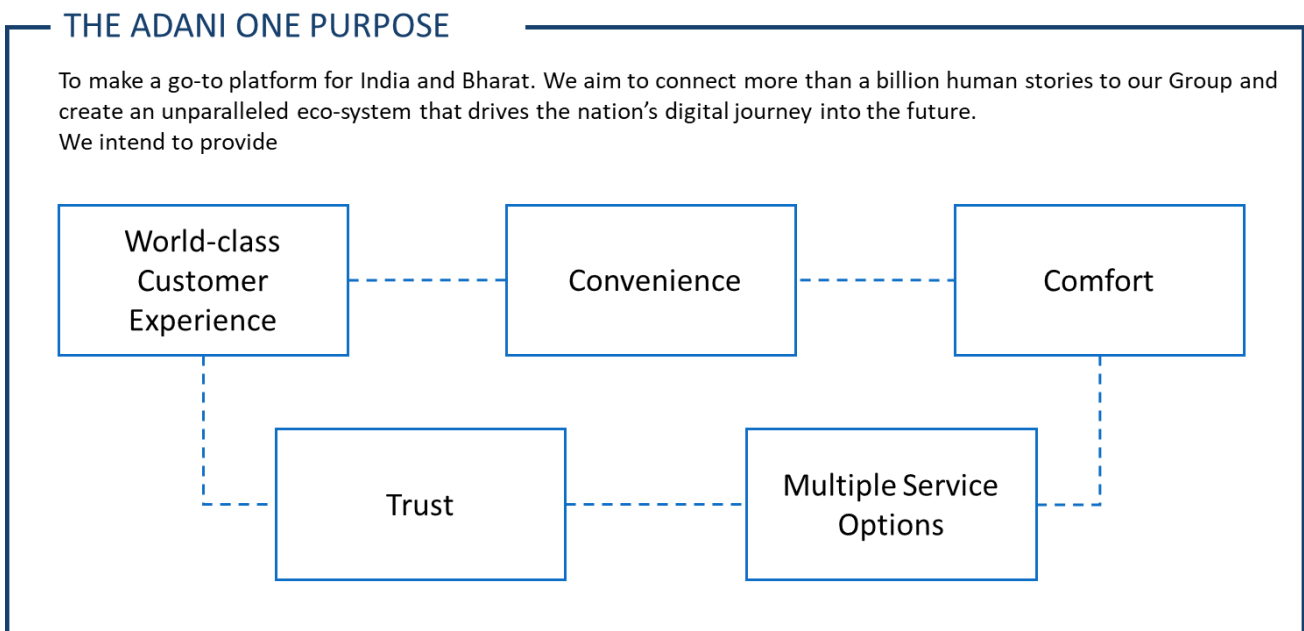 THE ADANI ONE PURPOSE
To make a go-to platform for India and Bharat. We aim to connect more than a billion human stories to our Group and
create an unparalleled eco-system that drives the nation's digital journey into the future.
We intend to provide
World-class
Customer
Experience
Convenience
Comfort
Trust
Multiple Service
Options